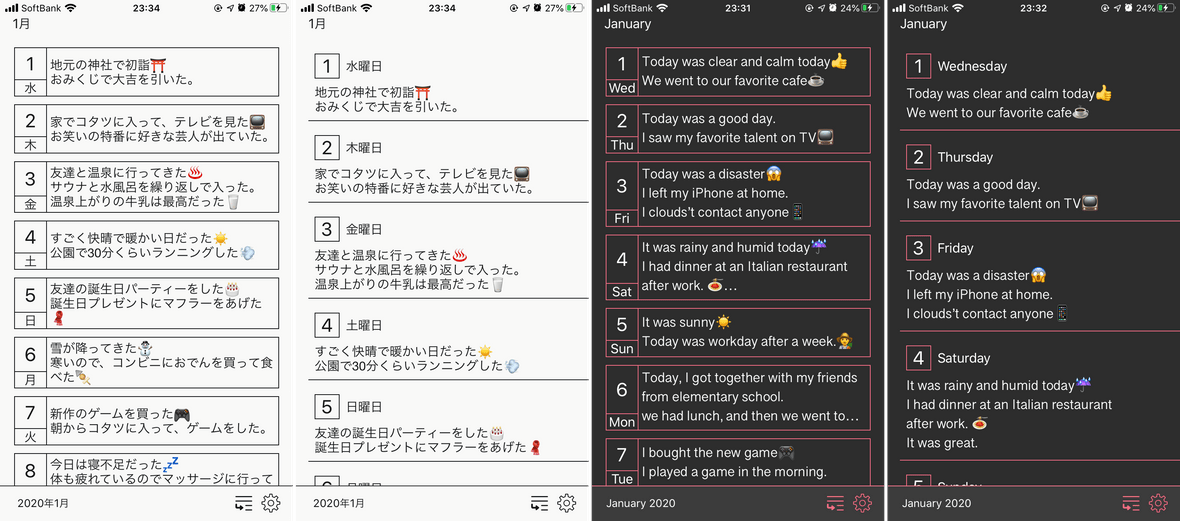 SoftBank 23:34 27%
1月
1
水
地元の神社で初詣⛩
おみくじで大吉を引いた。
2
木
家でコタツに入って、テレビを見た📺
お笑いの特番に好きな芸人が出ていた。
3
金
友達と温泉に行ってきた♨️
サウナと水風呂を繰り返しで入った。
温泉上がりの牛乳は最高だった🥛
4
土
すごく快晴で暖かい日だった☀️
公園で30分くらいランニングした💨
5
日
友達の誕生日パーティーをした🎂
誕生日プレゼントにマフラーをあげた
🧣
6
月
雪が降ってきた⛄
寒いので、コンビニにおでんを買って食
べた🍢
7
火
新作のゲームを買った🎮
朝からコタツに入って、ゲームをした。
8
今日は寝不足だった💤
体も疲れているのでマッサージに行って
2020年1月
SoftBank 23:34 27%
1月
1 水曜日
地元の神社で初詣⛩
おみくじで大吉を引いた。
2 木曜日
家でコタツに入って、テレビを見た📺
お笑いの特番に好きな芸人が出ていた。
3 金曜日
友達と温泉に行ってきた♨️
サウナと水風呂を繰り返しで入った。
温泉上がりの牛乳は最高だった🥛
4 土曜日
すごく快晴で暖かい日だった☀️
公園で30分くらいランニングした💨
5 日曜日
友達の誕生日パーティーをした🎂
誕生日プレゼントにマフラーをあげた🧣
2020年1月
SoftBank 23:31 24%
January
1
Wed
Today was clear and calm today👍
We went to our favorite cafe☕
2
Thu
Today was a good day.
I saw my favorite talent on TV📺
3
Fri
Today was a disaster😱
I left my iPhone at home.
I clouds't contact anyone📱
4
Sat
It was rainy and humid today☔
I had dinner at an Italian restaurant
after work. 🍝...
5
Sun
It was sunny☀️
Today was workday after a week.🧑‍💼
6
Mon
Today, I got together with my friends
from elementary school.
we had lunch, and then we went to...
7
Tue
I bought the new game🎮
I played a game in the morning.
January 2020
SoftBank 23:32 24%
January
1 Wednesday
Today was clear and calm today👍
We went to our favorite cafe☕
2 Thursday
Today was a good day.
I saw my favorite talent on TV📺
3 Friday
Today was a disaster😱
I left my iPhone at home.
I clouds't contact anyone📱
4 Saturday
It was rainy and humid today☔
I had dinner at an Italian restaurant
after work. 🍝
It was great.
January 2020